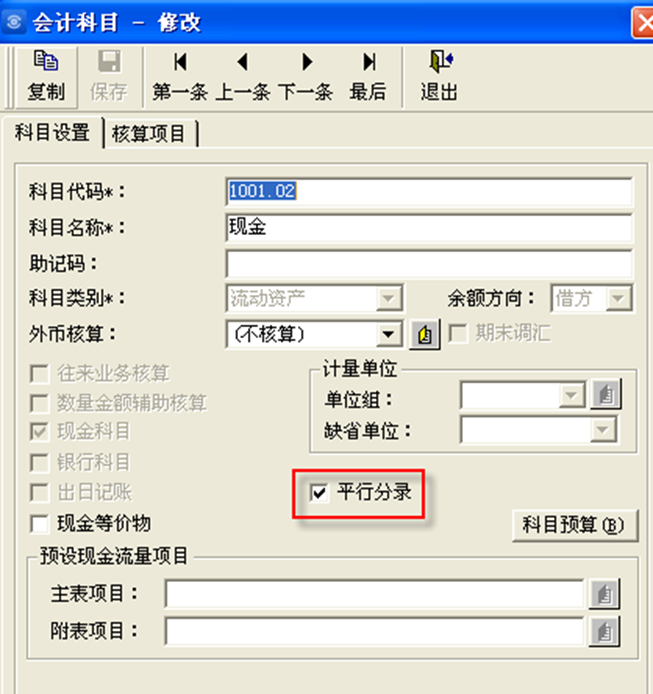 会计科目 - 修改
复制 保存 第一条 上一条 下一条 最后 退出
科目设置 核算项目
科目代码*： 1001.02
科目名称*： 现金
助记码：
科目类别*： 流动资产 余额方向： 借方
外币核算： (不核算) 期末调汇
往来业务核算 计量单位
数量金额辅助核算 单位组：
现金科目 缺省单位：
银行科目
出日记账 平行分录
现金等价物 科目预算(B)
预设现金流量项目
主表项目：
附表项目：